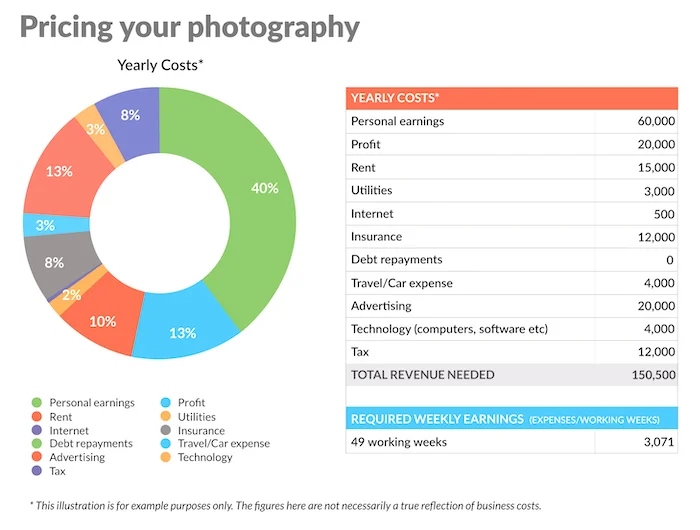 Pricing your photography
Yearly Costs*
8%
3%
13%
3%
8%
2%
10%
13%
40%
Personal earnings
Profit
Rent
Utilities
Internet
Insurance
Debt repayments
Travel/Car expense
Advertising
Technology
Tax
YEARLY COSTS*
Personal earnings 60,000
Profit 20,000
Rent 15,000
Utilities 3,000
Internet 500
Insurance 12,000
Debt repayments 0
Travel/Car expense 4,000
Advertising 20,000
Technology (computers, software etc) 4,000
Tax 12,000
TOTAL REVENUE NEEDED 150,500
REQUIRED WEEKLY EARNINGS (EXPENSES/WORKING WEEKS)
49 working weeks 3,071
* This illustration is for example purposes only. The figures here are not necessarily a true reflection of business costs.